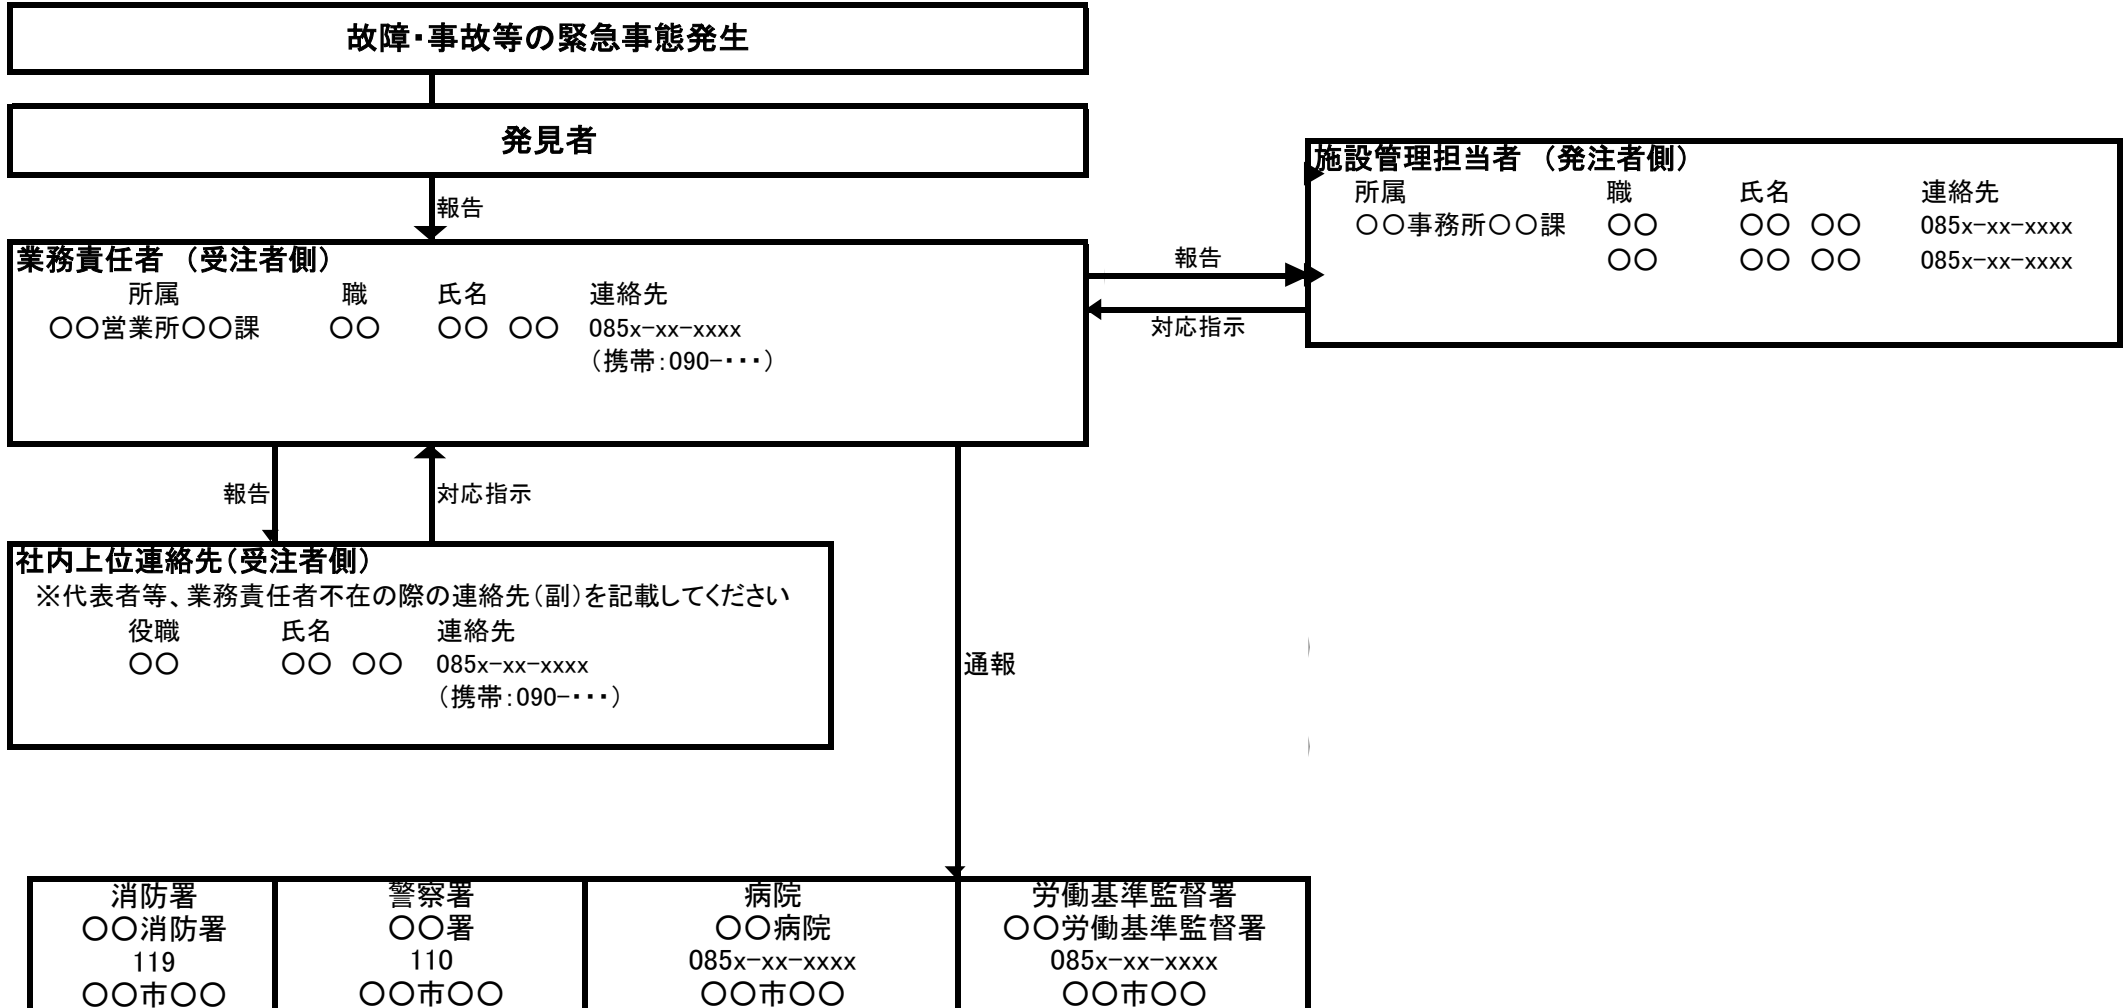 故障・事故等の緊急事態発生
発見者
報告
施設管理担当者 （発注者側）
所属 職 氏名 連絡先
○○事務所○○課 ○○ ○○ ○○ 085x-xx-xxxx
○○ ○○ ○○ 085x-xx-xxxx
業務責任者 （受注者側）
所属 職 氏名 連絡先
○○営業所○○課 ○○ ○○ ○○ 085x-xx-xxxx
（携帯：090-・・・）
報告
対応指示
報告 対応指示
社内上位連絡先（受注者側）
※代表者等、業務責任者不在の際の連絡先（副）を記載してください
役職 氏名 連絡先
○○ ○○ ○○ 085x-xx-xxxx
（携帯：090-・・・）
通報
消防署 警察署 病院 労働基準監督署
○○消防署 ○○署 ○○病院 ○○労働基準監督署
119 110 085x-xx-xxxx 085x-xx-xxxx
○○市○○ ○○市○○ ○○市○○ ○○市○○